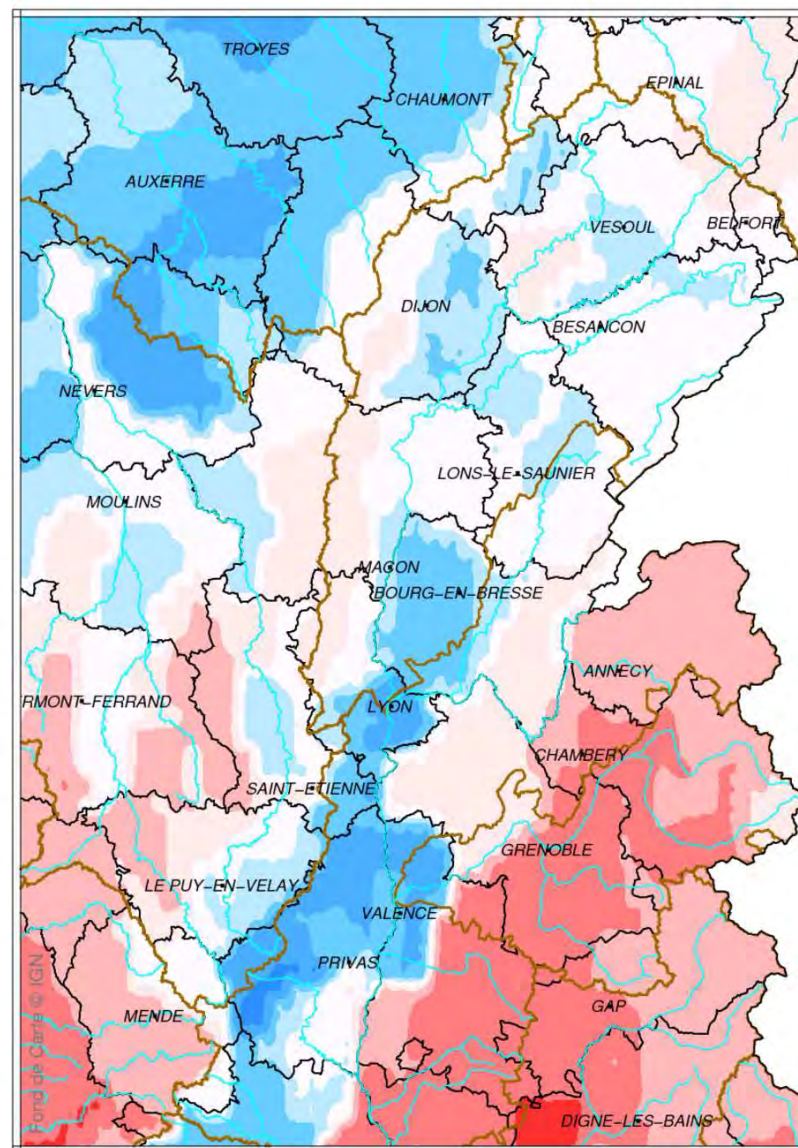 TROYES
EPINAL
CHAUMONT
AUXERRE
VESOUL
BELFORT
DIJON
BESANCON
NEVERS
LONS-LE-SAUNIER
MOULINS
MACON
BOURG-EN-BRESSE
ANNECY
ERMONT-FERRAND
LYON
CHAMBERY
SAINT-ETIENNE
GRENOBLE
LE PUY-EN-VELAY
VALENCE
PRIVAS
GAP
MENDE
DIGNE-LES-BAINS
Fond de Carte © IGN